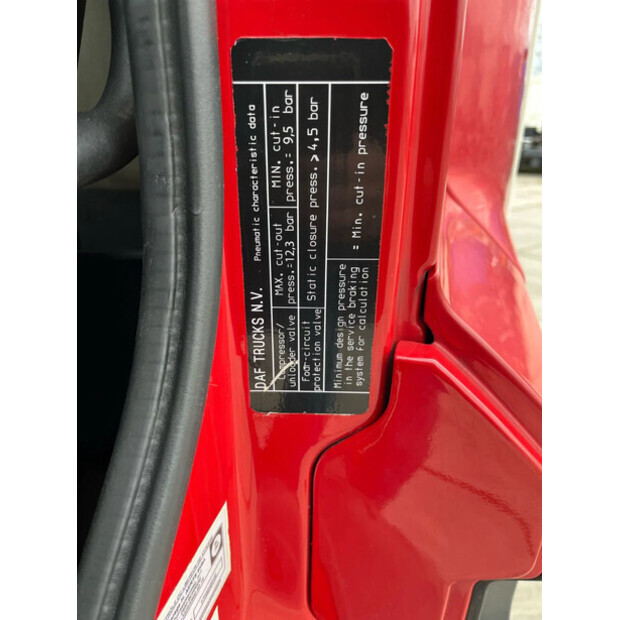 DAF TRUCKS N.V. Pneumatic characteristic data
unloader valve
MAX. cut-out
press.=12,3 bar
MIN. cut-in
press.= 9,5 bar
Four-circuit
protection valve
Static closure press. >4,5 bar
Minimum design pressure
in the service braking
system for calculation
= Min. cut-in pressure